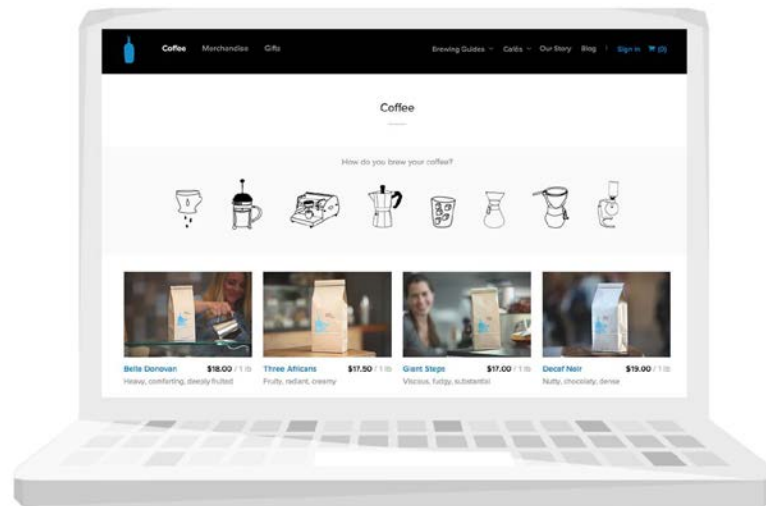 Coffee Merchandise Gifts Brewing Guides Cafés Our Story Blog Sign in (0)
Coffee
How do you brew your coffee?
Bella Donovan $18.00 / 1 lb
Heavy, comforting, deeply fruited
Three Africans $17.50 / 1 lb
Fruity, radiant, creamy
Giant Steps $17.00 / 1 lb
Viscous, fudgy, substantial
Decaf Noir $19.00 / 1 lb
Nutty, chocolaty, dense